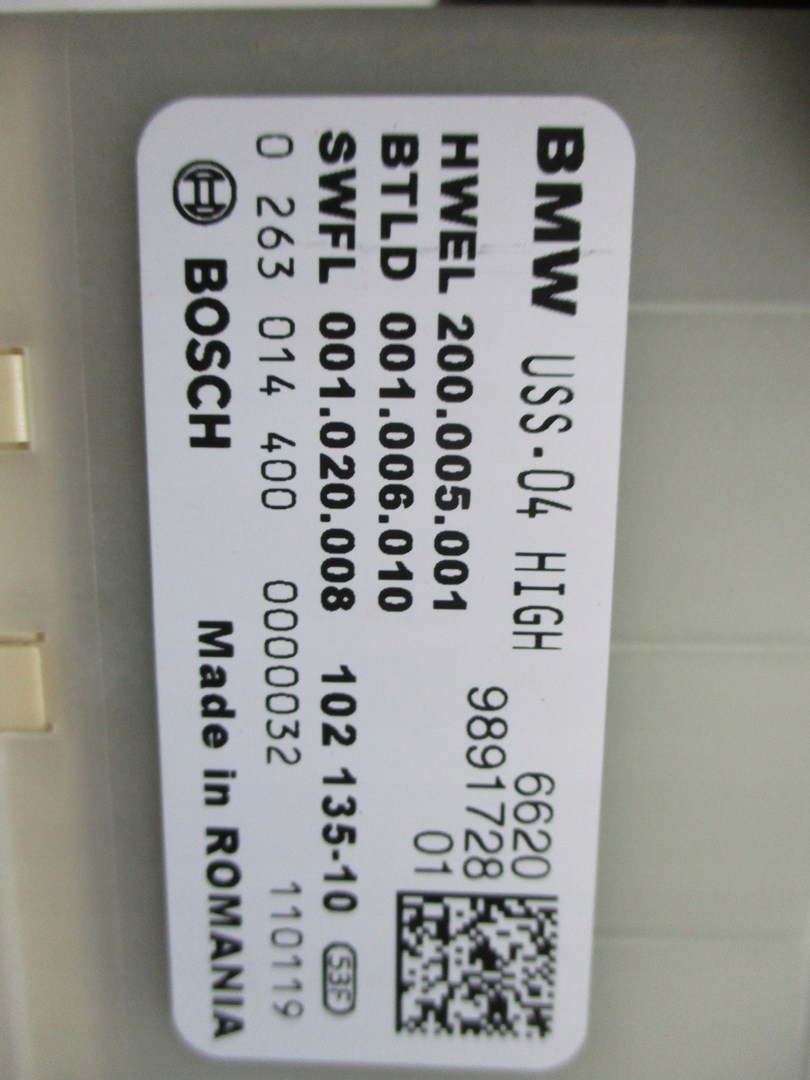 BMW USS-04 HIGH 6620
HWEL 200.005.001 9891728
BTLD 001.006.010 01
SWFL 001.020.008 102 135-10 S3F
0 263 014 400 0000032 110119
BOSCH Made in ROMANIA